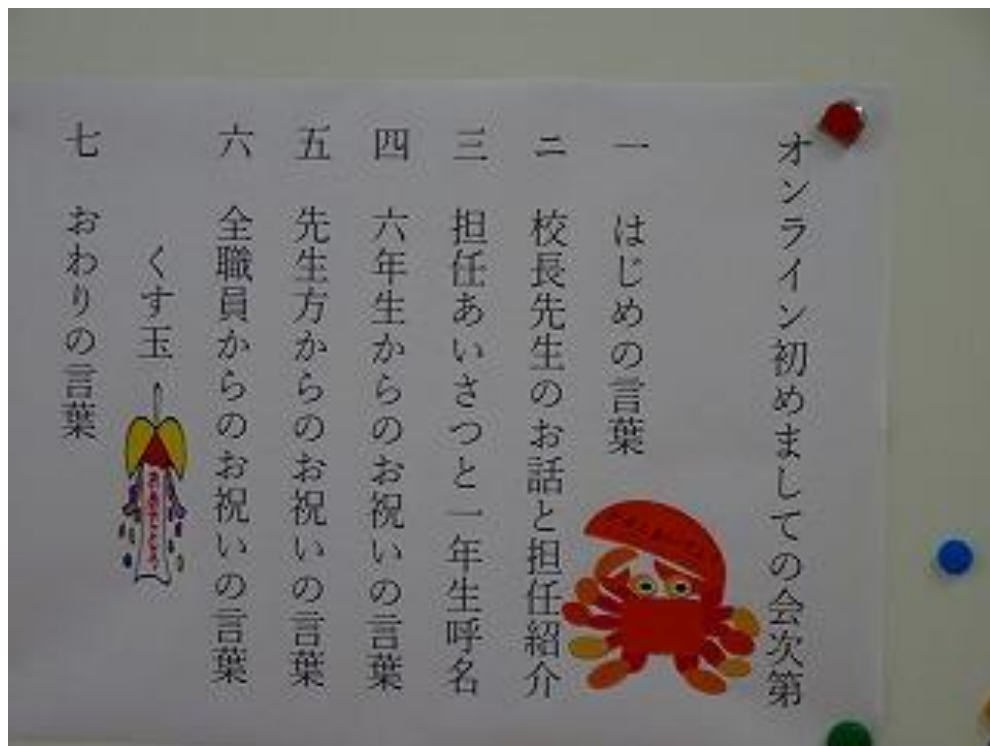 オンライン初めましての会次第
一 はじめの言葉
ニ 校長先生のお話と担任紹介
三 担任あいさつと一年生呼名
四 六年生からのお祝いの言葉
五 先生方からのお祝いの言葉
六 全職員からのお祝いの言葉
くす玉
七 おわりの言葉